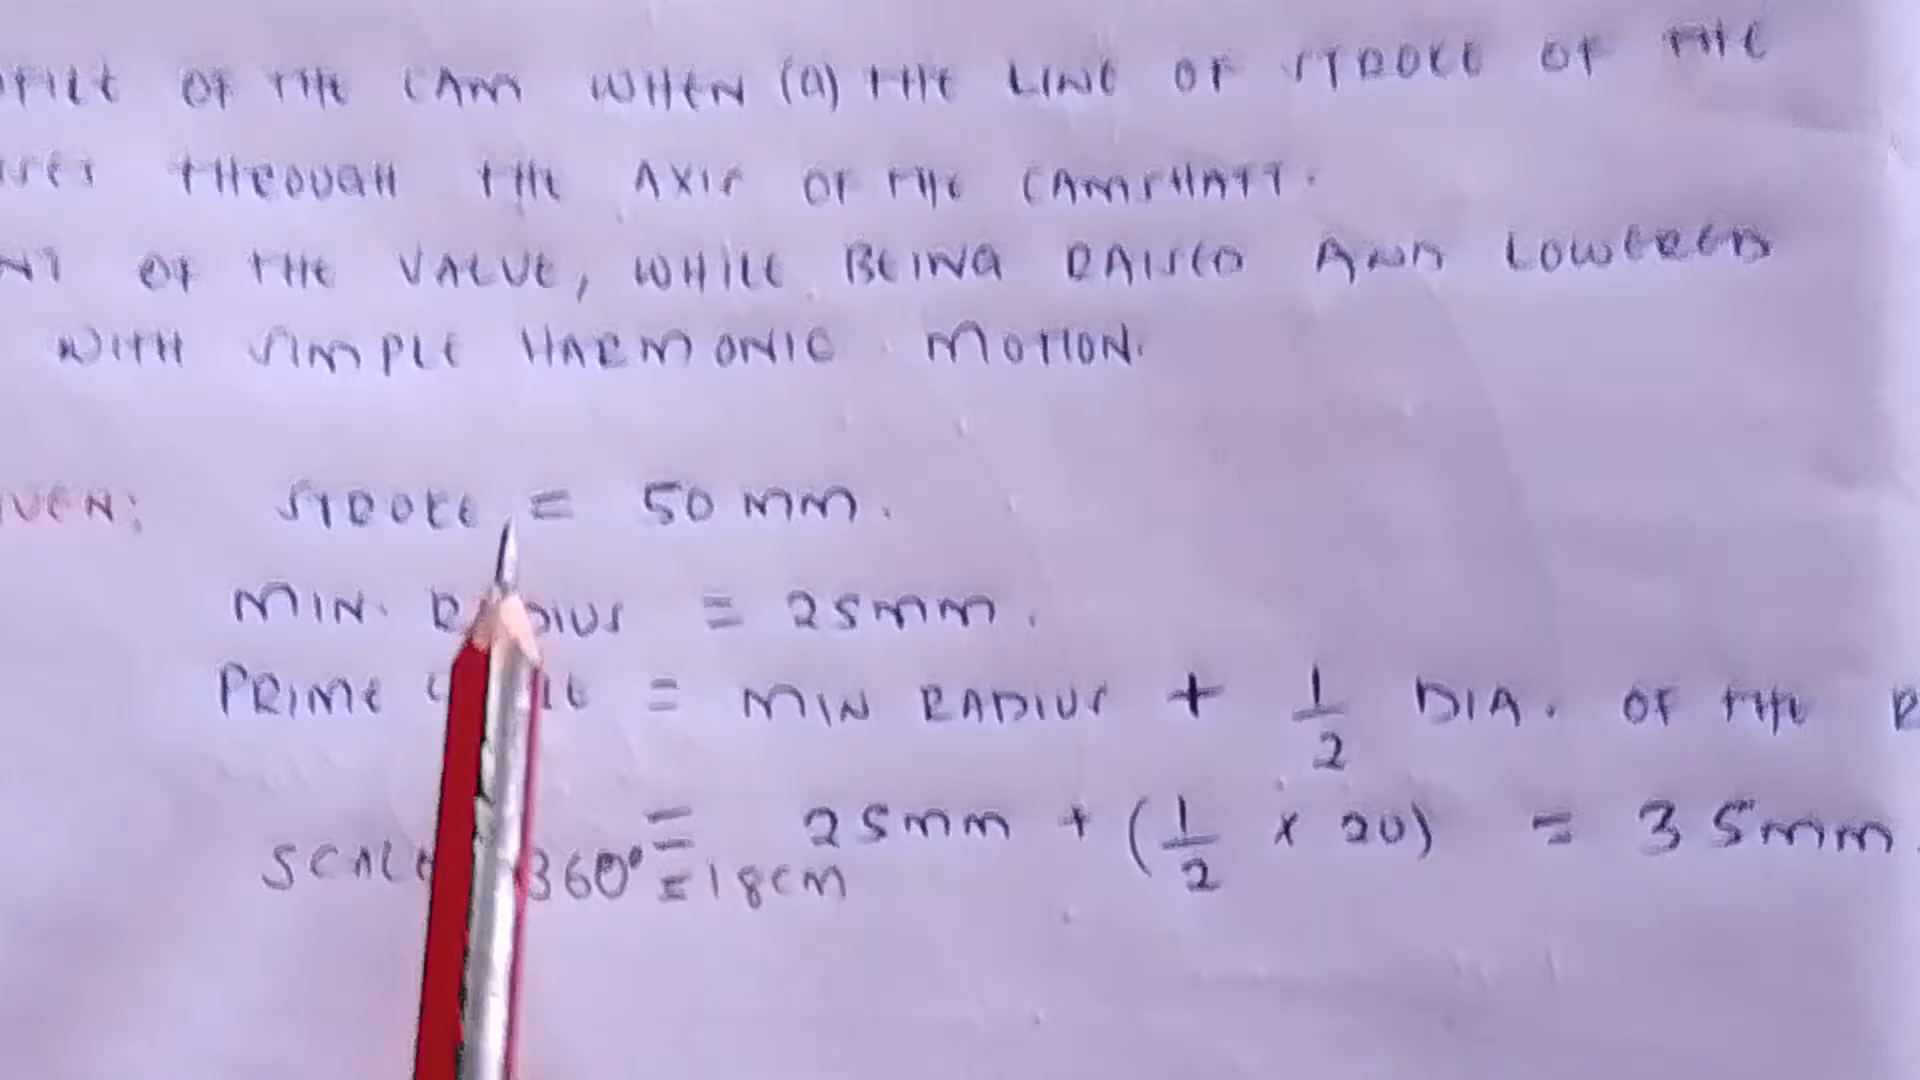 OF THE CAM WHEN (a) THE LINE OF STROKE OF THE
THROUGH THE AXIS OF THE CAMSHAFT.
OF THE VALVE, WHILE BEING RAISED AND LOWERED
WITH SIMPLE HARMONIC MOTION.
STROKE = 50 mm.
MIN. RADIUS = 25mm.
PRIME = MIN RADIUS + 1/2 DIA. OF THE
= 25mm + (1/2 x 20) = 35mm.
360° = 18cm